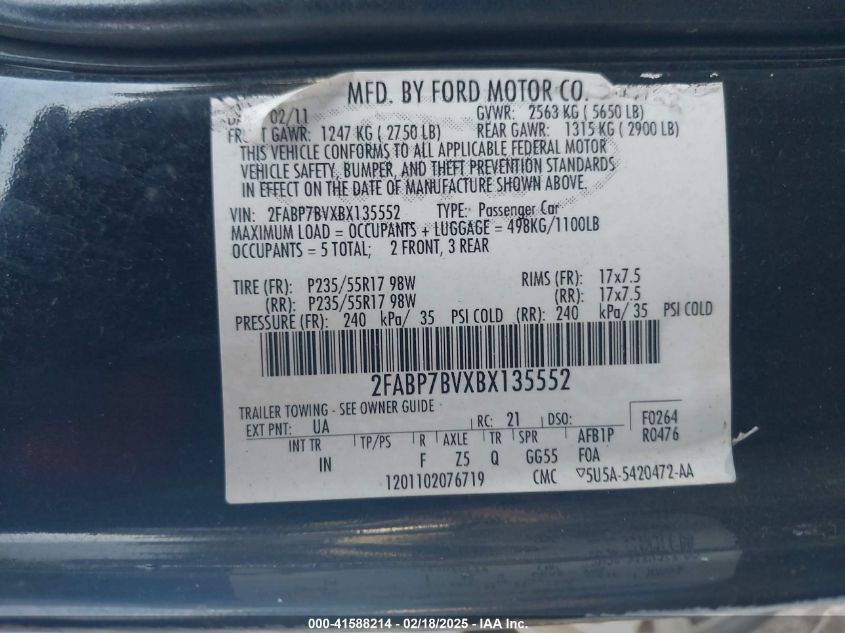 MFD. BY FORD MOTOR CO.
02/11 GVWR: 2563 KG ( 5650 LB)
GAWR: 1247 KG ( 2750 LB) REAR GAWR: 1315 KG ( 2900 LB)
THIS VEHICLE CONFORMS TO ALL APPLICABLE FEDERAL MOTOR
VEHICLE SAFETY, BUMPER, AND THEFT PREVENTION STANDARDS
IN EFFECT ON THE DATE OF MANUFACTURE SHOWN ABOVE.
VIN: 2FABP7BVXBX135552 TYPE: Passenger Car
MAXIMUM LOAD = OCCUPANTS + LUGGAGE = 498KG/1100LB
OCCUPANTS = 5 TOTAL; 2 FRONT, 3 REAR
TIRE (FR): P235/55R17 98W RIMS (FR): 17x7.5
(RR): P235/55R17 98W (RR): 17x7.5
PRESSURE (FR): 240 kPa/ 35 PSI COLD (RR): 240 kPa/ 35 PSI COLD
2FABP7BVXBX135552
TRAILER TOWING - SEE OWNER GUIDE
EXT PNT: UA RC: 21 DSO: F0264
INT TR TP/PS R AXLE TR SPR AFB1P R0476
IN F Z5 Q GG55 FOA
1201102076719 CMC ▽5U5A-5420472-AA
000-41588214 - 02/18/2025 - IAA Inc.